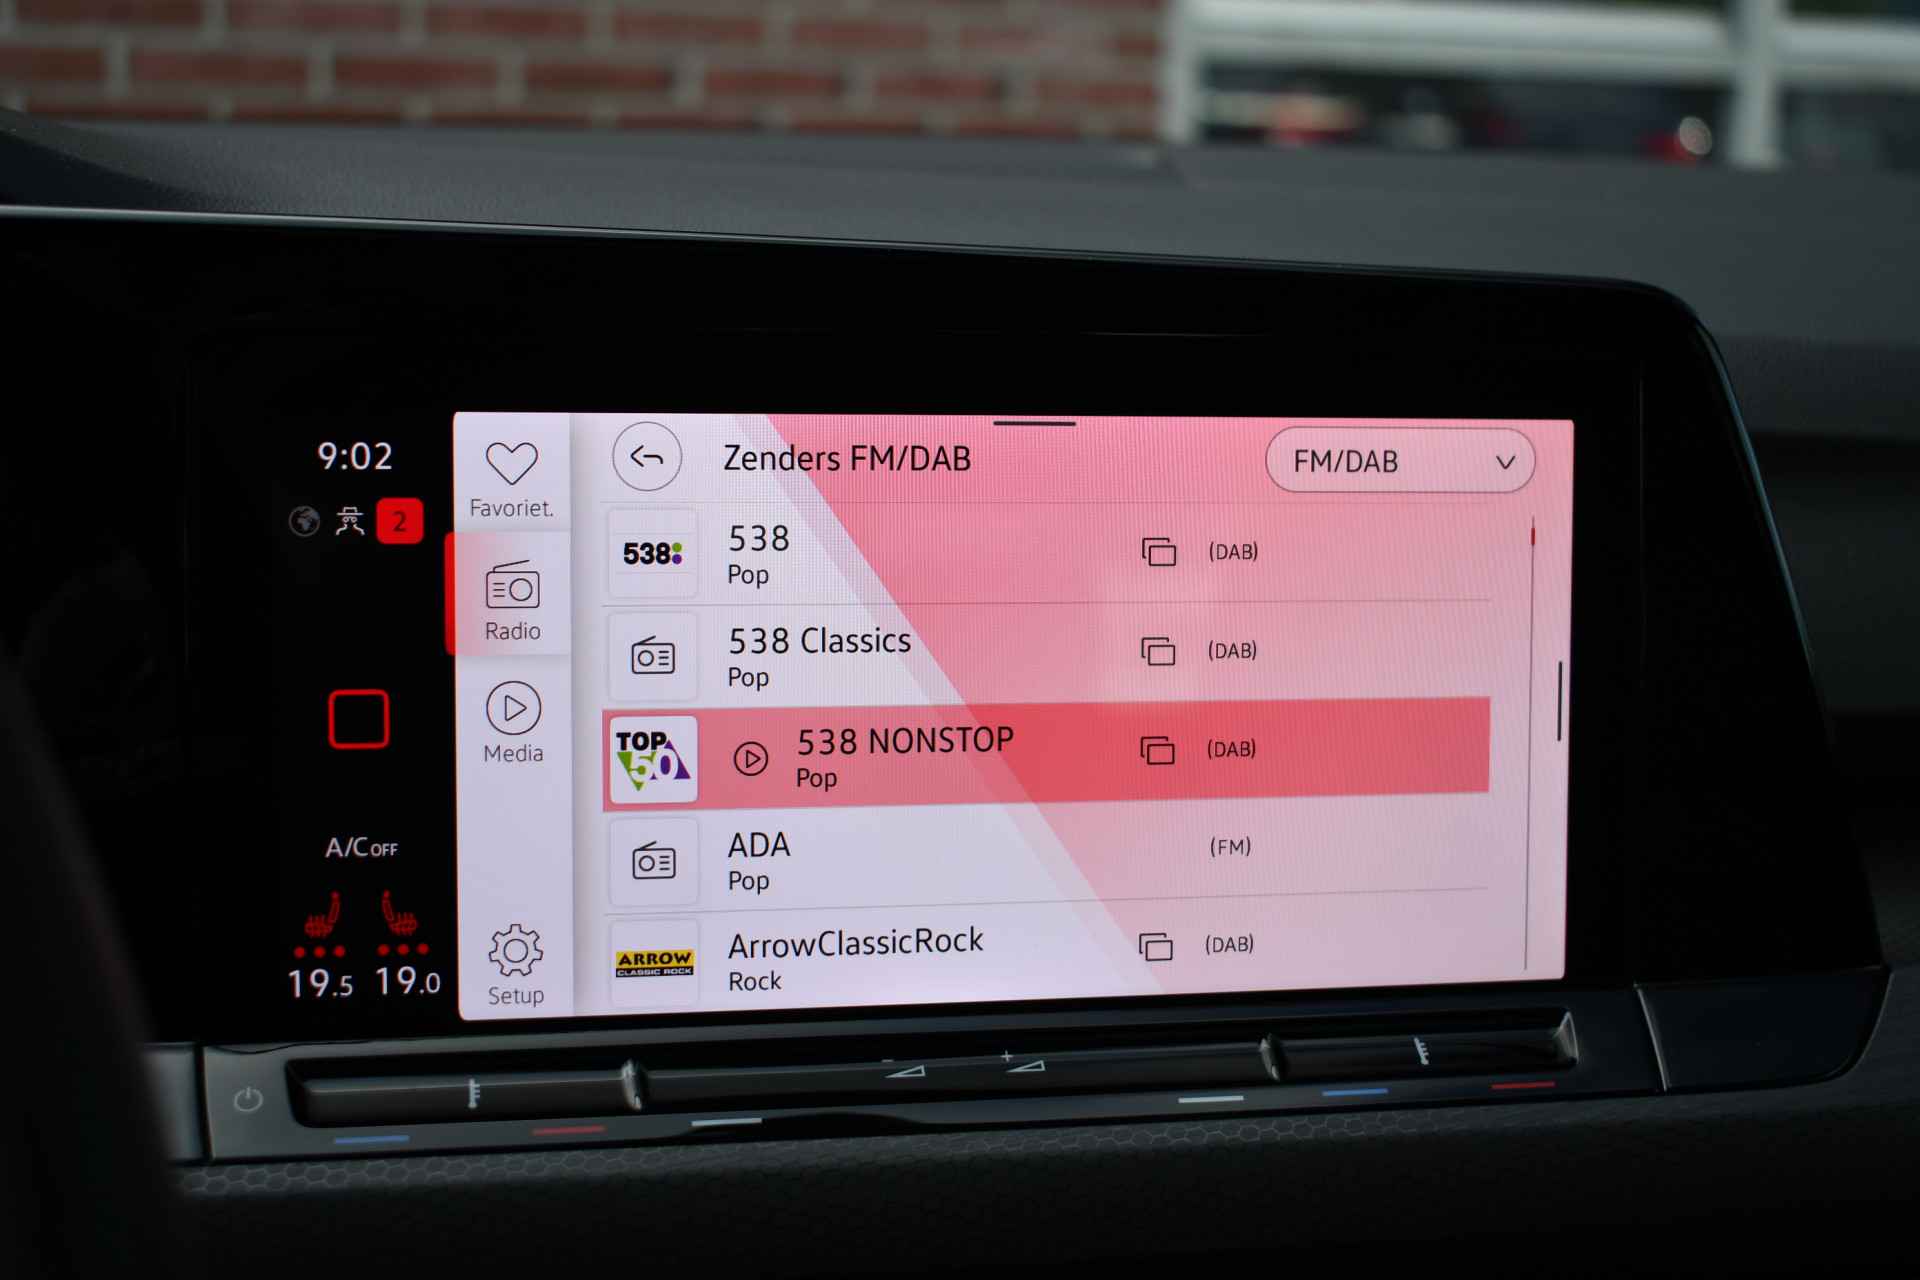 9:02
2
A/C OFF
19.5
19.0
Favoriet.
Radio
Media
Setup
Zenders FM/DAB
FM/DAB
538
538
Pop
(DAB)
538 Classics
Pop
(DAB)
TOP
50
538 NONSTOP
Pop
(DAB)
ADA
Pop
(FM)
ARROW
CLASSIC ROCK
ArrowClassicRock
Rock
(DAB)
- +